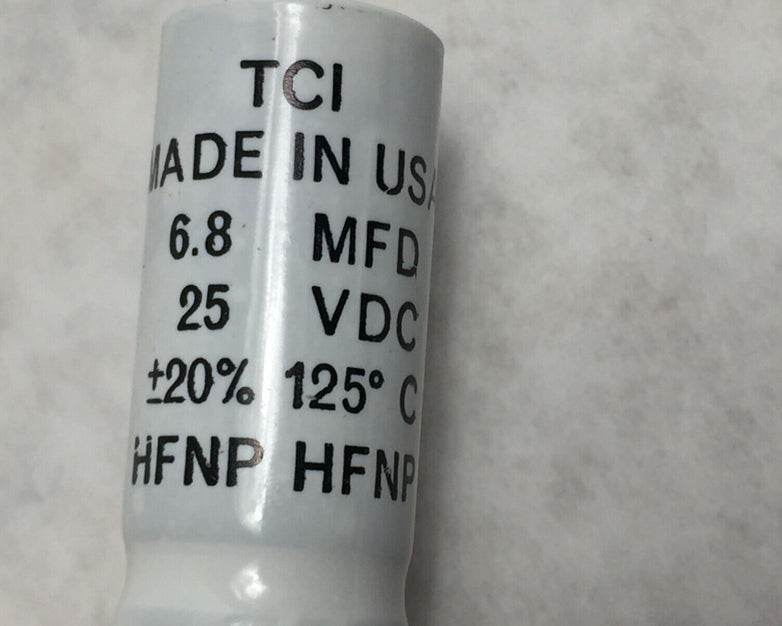 TCI
MADE IN USA
6.8 MFD
25 VDC
±20% 125° C
HFNP HFNP